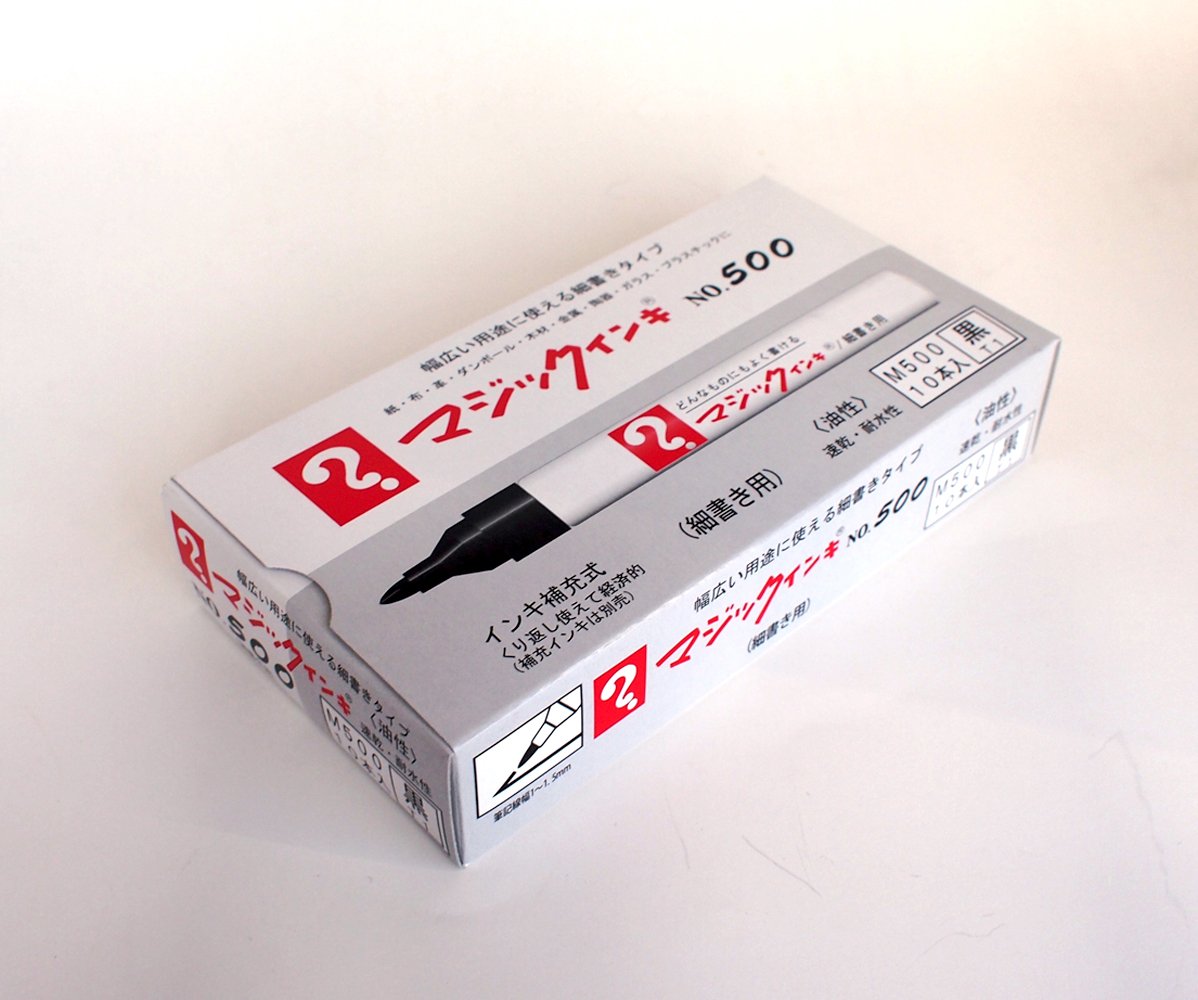 幅広い用途に使える細書きタイプ
紙・布・革・ダンボール・木材・金属・陶器・ガラス・プラスチックに
?
マジックインキ® NO.500
?
どんなものにもよく書ける
マジックインキ®/細書き用
(細書き用)
〈油性〉
速乾・耐水性
M500
10本入
黒
T1
インキ補充式
くり返し使えて経済的
(補充インキは別売)
?
幅広い用途に使える細書きタイプ
マジックインキ®
NO.500
〈油性〉
速乾・耐水性
M500
10本入
黒
筆記線幅1〜1.5mm
?
幅広い用途に使える細書きタイプ
マジックインキ® NO.500
(細書き用)
〈油性〉
速乾・耐水性
M500
10本入
黒